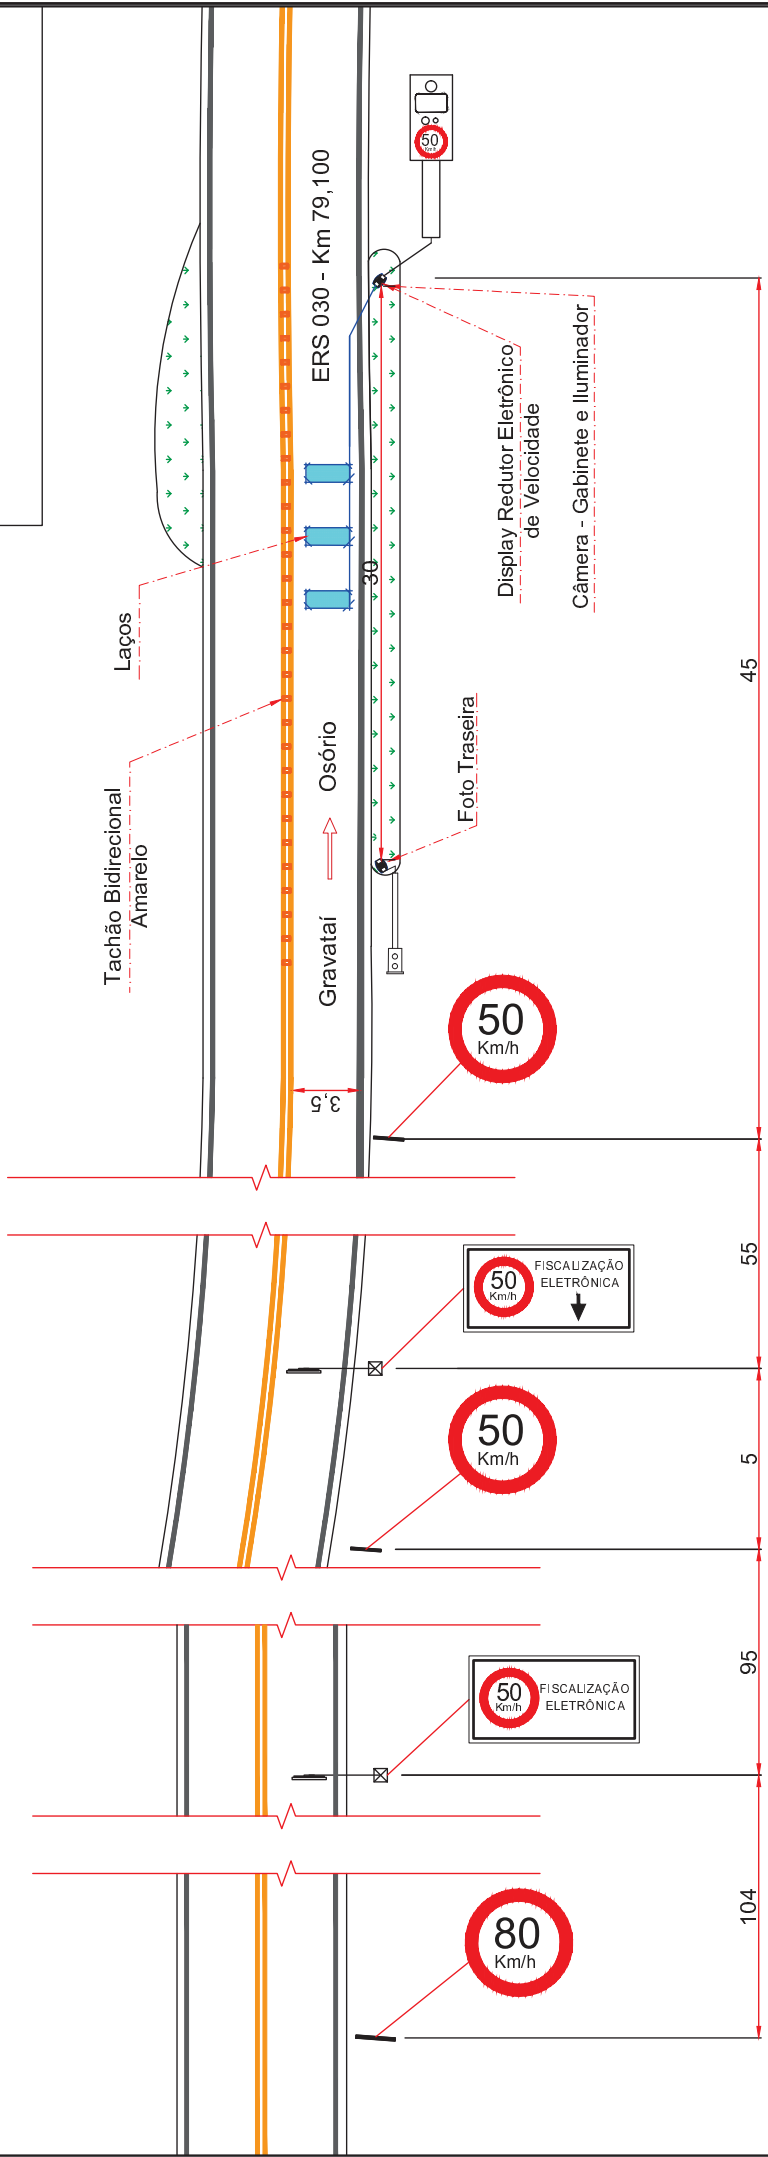 50
Km/h
ERS 030 - Km 79,100
Display Redutor Eletrônico
de Velocidade
Câmera - Gabinete e Iluminador
30
Laços
45
Osório
Foto Traseira
Tachão Bidirecional
Amarelo
Gravataí
50
Km/h
3,5
55
50
Km/h
FISCALIZAÇÃO
ELETRÔNICA
50
Km/h
5
95
50
Km/h
FISCALIZAÇÃO
ELETRÔNICA
104
80
Km/h